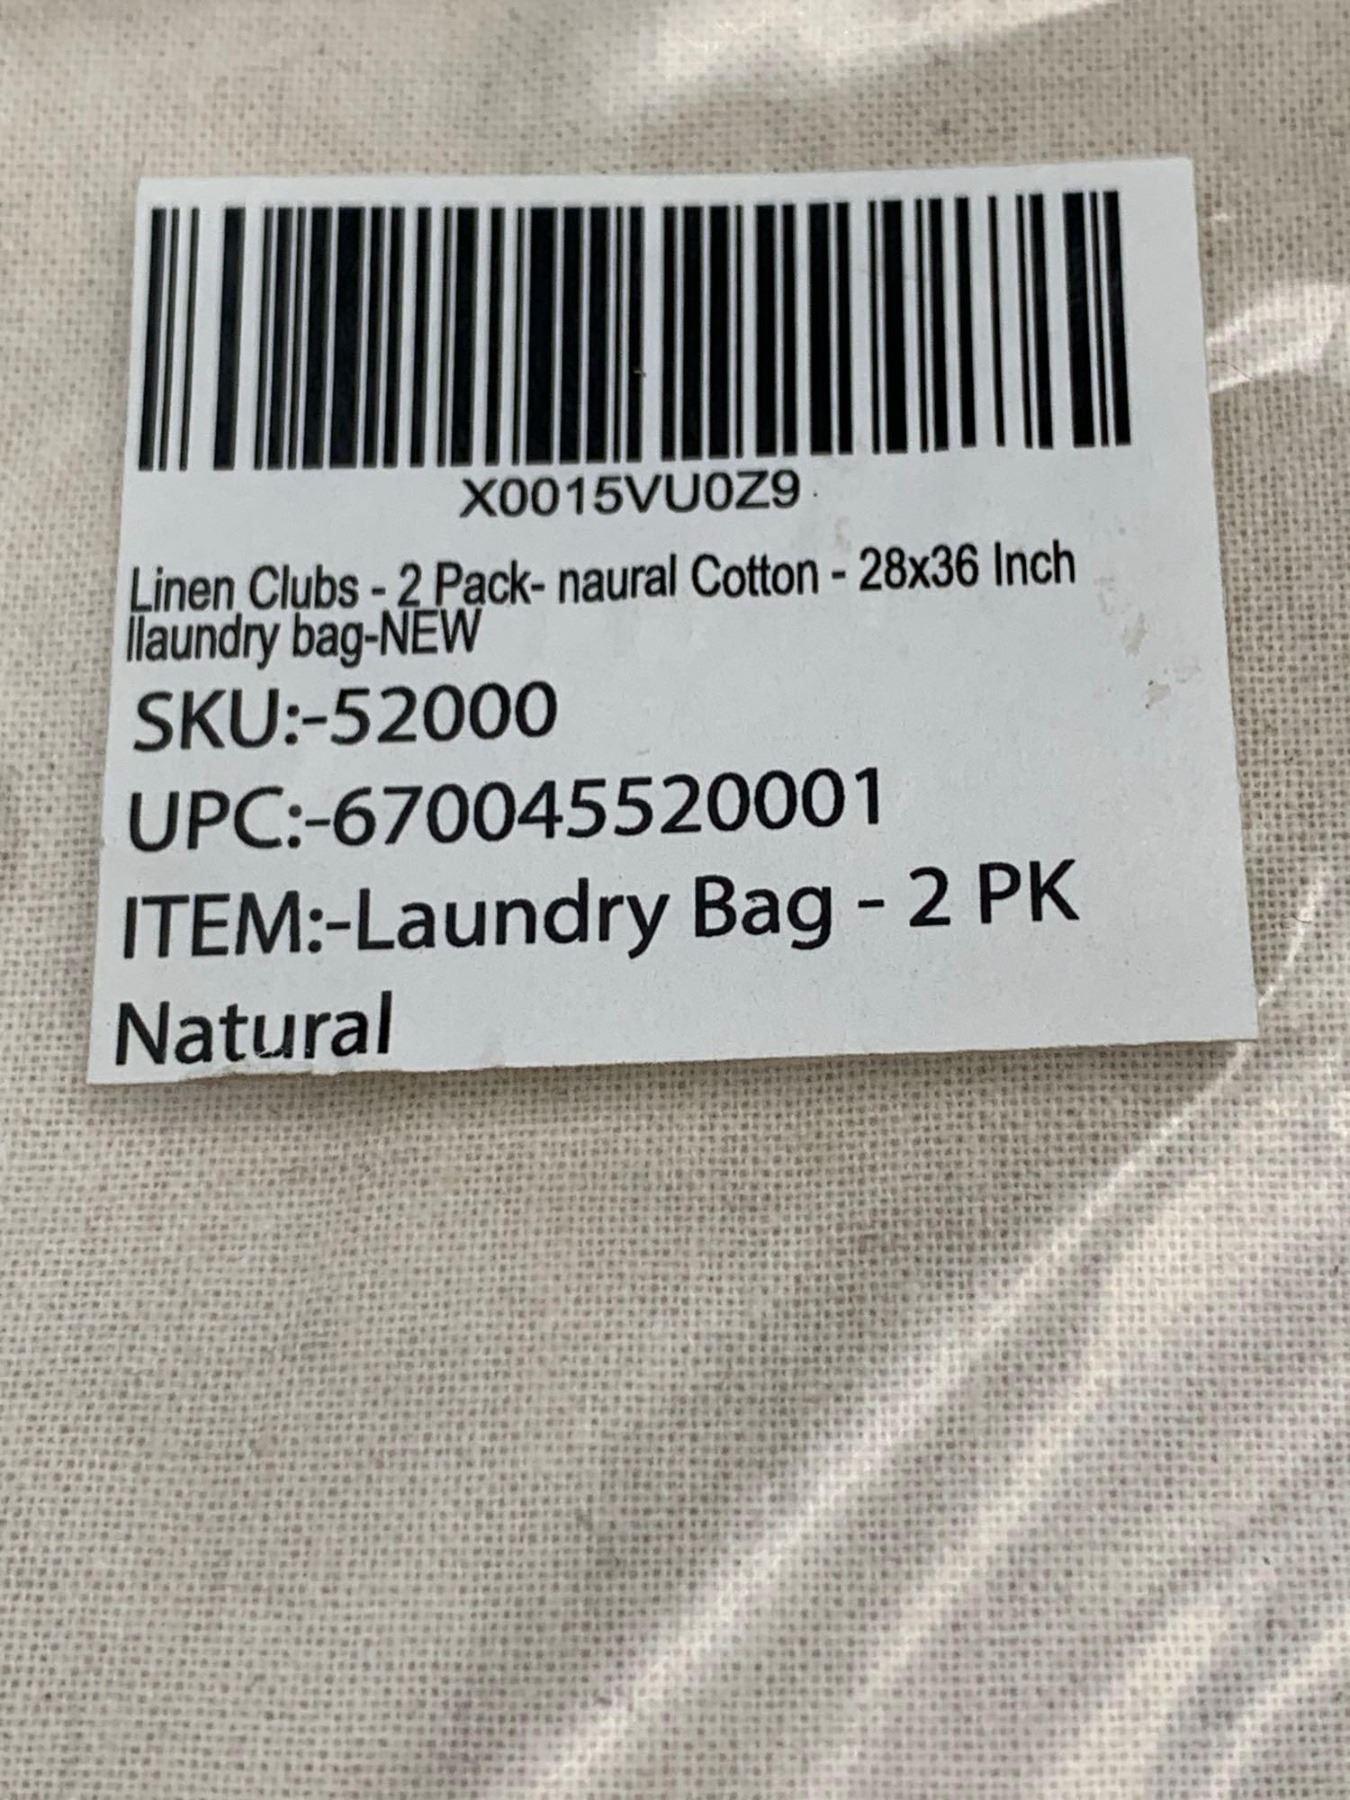 X0015VU0Z9
Linen Clubs - 2 Pack- naural Cotton - 28x36 Inch
llaundry bag-NEW
SKU:-52000
UPC:-670045520001
ITEM:-Laundry Bag - 2 PK
Natural